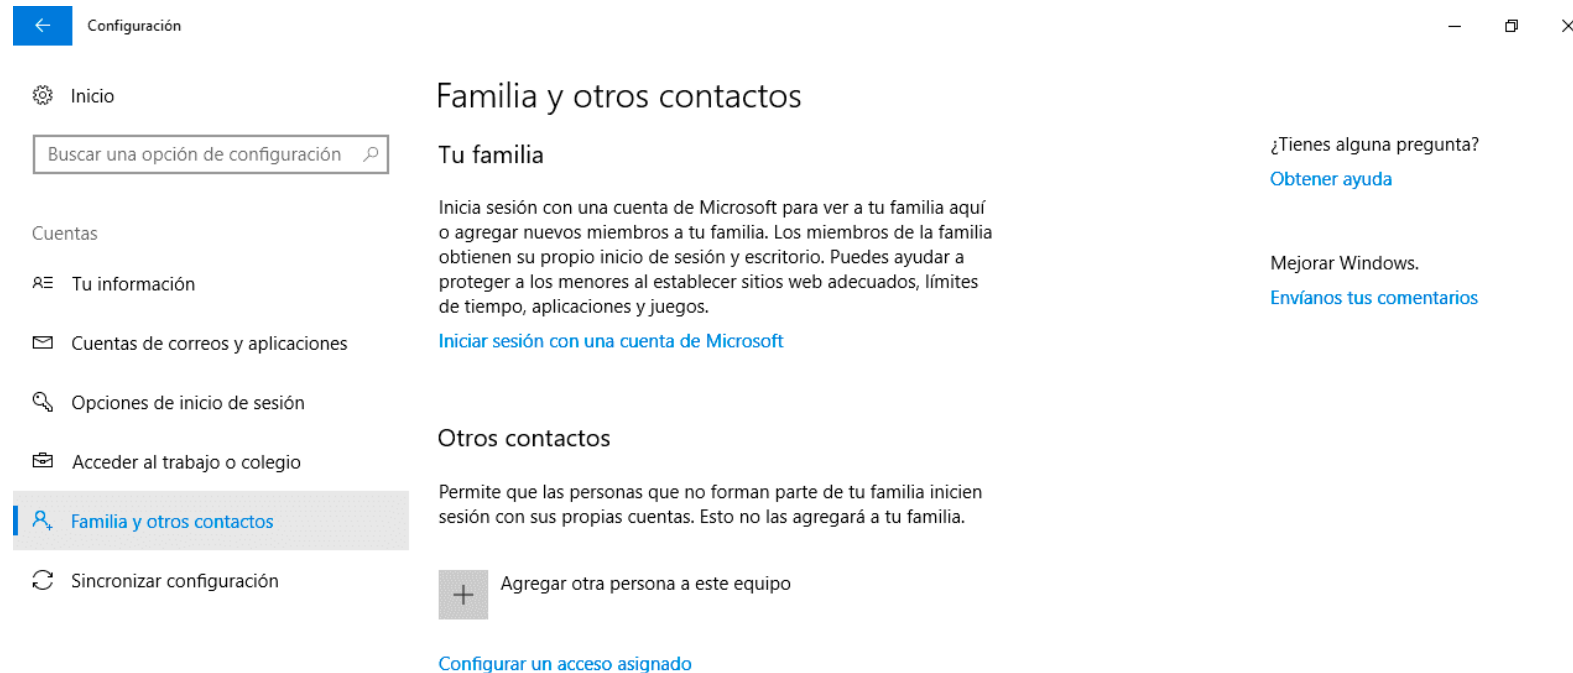 Configuración
Inicio
Buscar una opción de configuración
Cuentas
Tu información
Cuentas de correos y aplicaciones
Opciones de inicio de sesión
Acceder al trabajo o colegio
Familia y otros contactos
Sincronizar configuración
Familia y otros contactos
Tu familia
Inicia sesión con una cuenta de Microsoft para ver a tu familia aquí
o agregar nuevos miembros a tu familia. Los miembros de la familia
obtienen su propio inicio de sesión y escritorio. Puedes ayudar a
proteger a los menores al establecer sitios web adecuados, límites
de tiempo, aplicaciones y juegos.
Iniciar sesión con una cuenta de Microsoft
Otros contactos
Permite que las personas que no forman parte de tu familia inicien
sesión con sus propias cuentas. Esto no las agregará a tu familia.
Agregar otra persona a este equipo
Configurar un acceso asignado
¿Tienes alguna pregunta?
Obtener ayuda
Mejorar Windows.
Envíanos tus comentarios